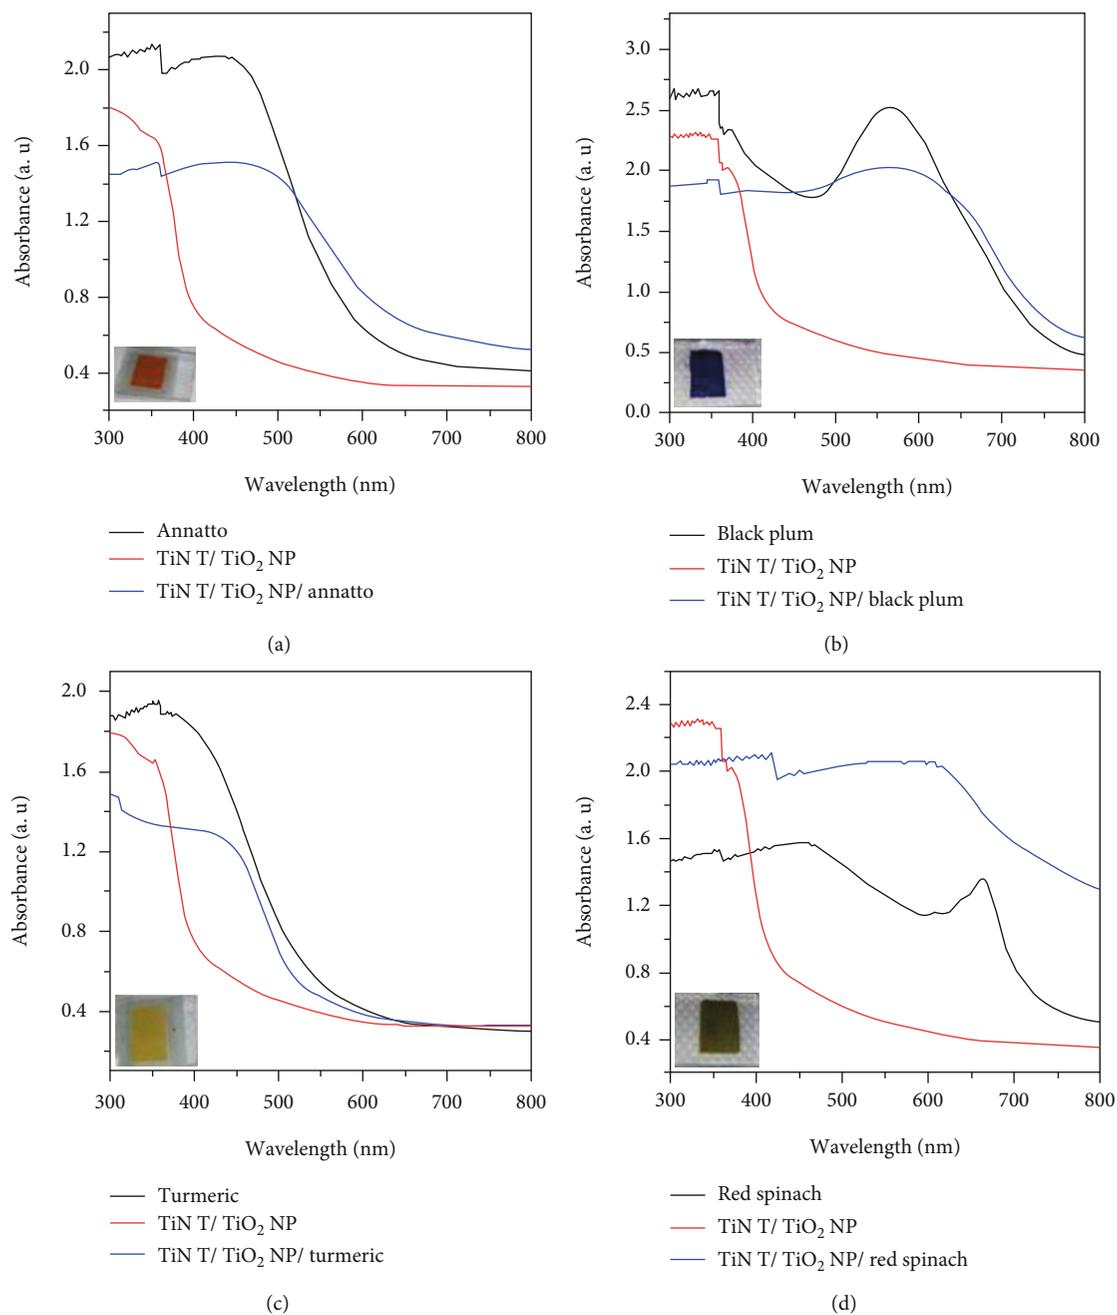 Absorbance (a. u)
2.0
1.6
1.2
0.8
0.4
300 400 500 600 700 800
Wavelength (nm)
Annatto
TiN T/ TiO₂ NP
TiN T/ TiO₂ NP/ annatto
(a)
Absorbance (a. u)
3.0
2.5
2.0
1.5
1.0
0.5
0.0
300 400 500 600 700 800
Wavelength (nm)
Black plum
TiN T/ TiO₂ NP
TiN T/ TiO₂ NP/ black plum
(b)
Absorbance (a. u)
2.0
1.6
1.2
0.8
0.4
300 400 500 600 700 800
Wavelength (nm)
Turmeric
TiN T/ TiO₂ NP
TiN T/ TiO₂ NP/ turmeric
(c)
Absorbance (a. u)
2.4
2.0
1.6
1.2
0.8
0.4
300 400 500 600 700 800
Wavelength (nm)
Red spinach
TiN T/ TiO₂ NP
TiN T/ TiO₂ NP/ red spinach
(d)